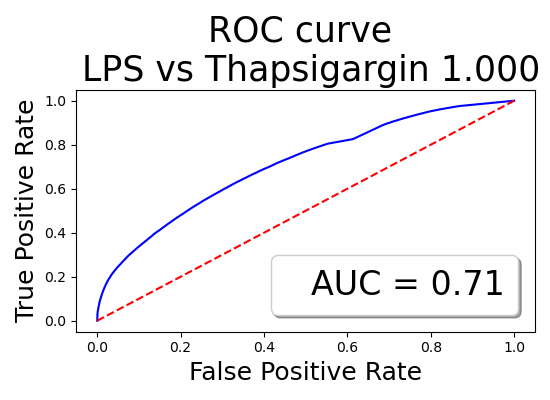 ROC curve
LPS vs Thapsigargin 1.000
True Positive Rate
1.0
0.8
0.6
0.4
0.2
0.0
AUC = 0.71
0.0 0.2 0.4 0.6 0.8 1.0
False Positive Rate